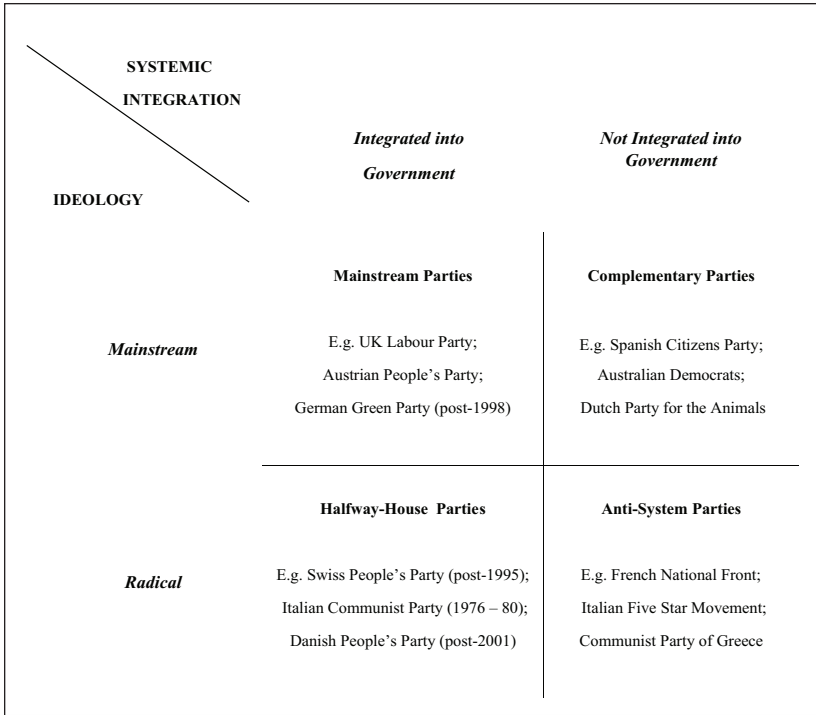 SYSTEMIC
INTEGRATION
IDEOLOGY
Integrated into
Government
Not Integrated into
Government
Mainstream
Mainstream Parties
E.g. UK Labour Party;
Austrian People's Party;
German Green Party (post-1998)
Complementary Parties
E.g. Spanish Citizens Party;
Australian Democrats;
Dutch Party for the Animals
Radical
Halfway-House Parties
E.g. Swiss People's Party (post-1995);
Italian Communist Party (1976 – 80);
Danish People's Party (post-2001)
Anti-System Parties
E.g. French National Front;
Italian Five Star Movement;
Communist Party of Greece